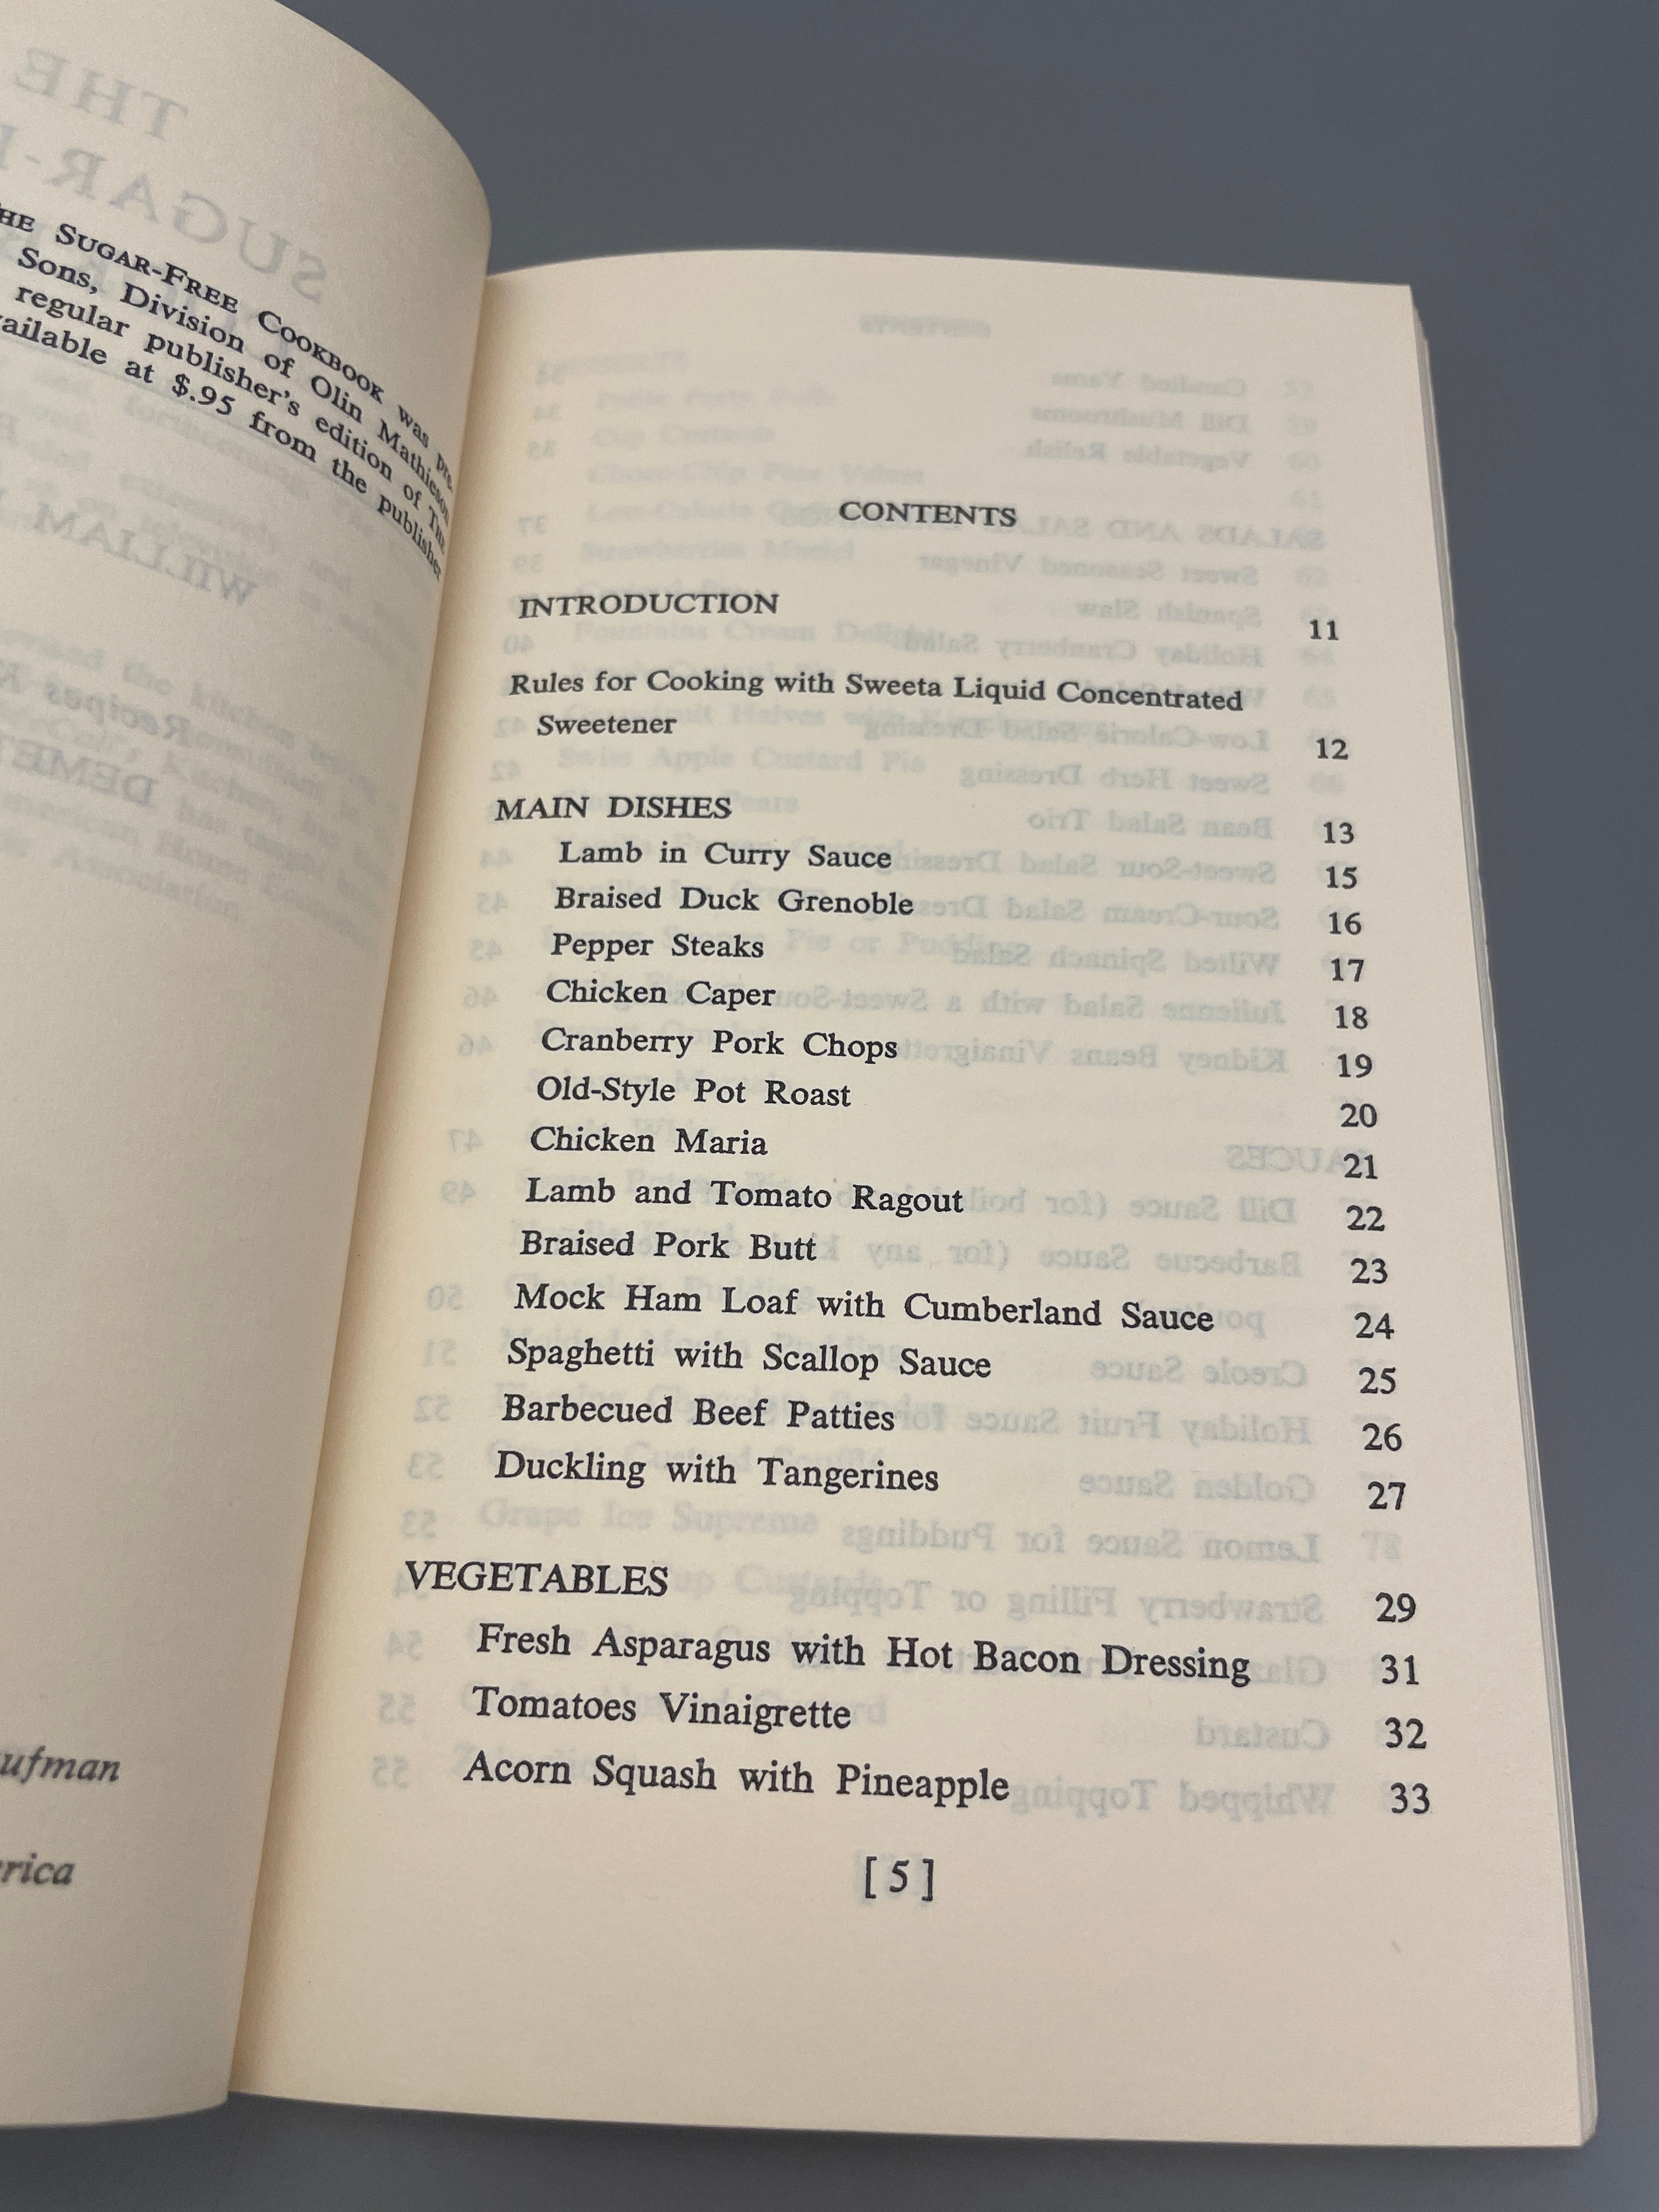 HE SUGAR-FREE COOKBOOK was
Sons, Division of Olin Mathieson
regular publisher's edition of
at $.95 from the publisher
CONTENTS
INTRODUCTION 11
Rules for Cooking with Sweeta Liquid Concentrated
Sweetener 12
MAIN DISHES 13
Lamb in Curry Sauce 15
Braised Duck Grenoble 16
Pepper Steaks 17
Chicken Caper 18
Cranberry Pork Chops 19
Old-Style Pot Roast 20
Chicken Maria 21
Lamb and Tomato Ragout 22
Braised Pork Butt 23
Mock Ham Loaf with Cumberland Sauce 24
Spaghetti with Scallop Sauce 25
Barbecued Beef Patties 26
Duckling with Tangerines 27
VEGETABLES 29
Fresh Asparagus with Hot Bacon Dressing 31
Tomatoes Vinaigrette 32
Acorn Squash with Pineapple 33
[5]
ufman
rica